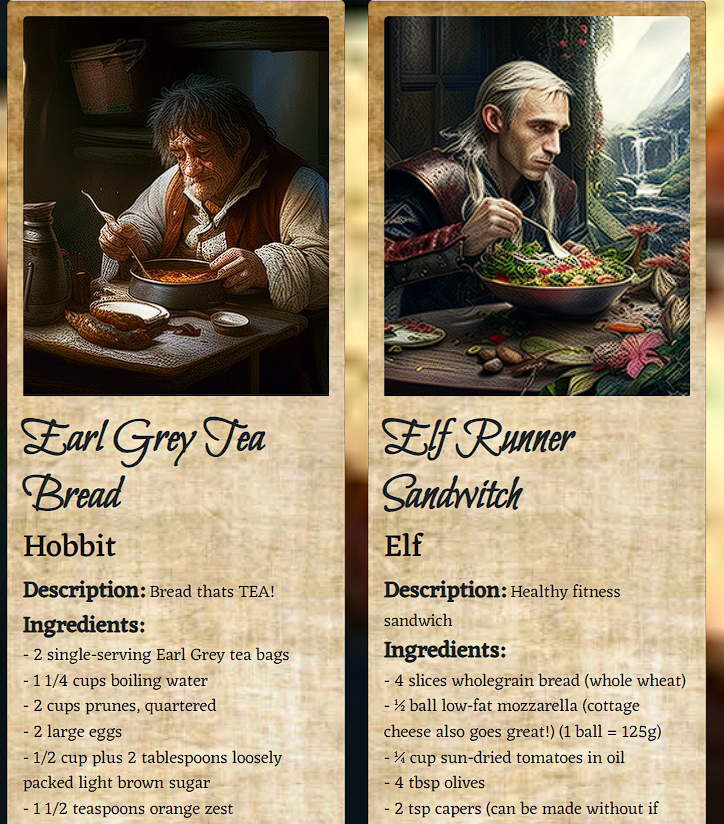 Earl Grey Tea
Bread
Hobbit
Description: Bread thats TEA!
Ingredients:
- 2 single-serving Earl Grey tea bags
- 1 1/4 cups boiling water
- 2 cups prunes, quartered
- 2 large eggs
- 1/2 cup plus 2 tablespoons loosely
packed light brown sugar
- 1 1/2 teaspoons orange zest
Elf Runner
Sandwitch
Elf
Description: Healthy fitness
sandwich
Ingredients:
- 4 slices wholegrain bread (whole wheat)
- ½ ball low-fat mozzarella (cottage
cheese also goes great!) (1 ball = 125g)
- ¼ cup sun-dried tomatoes in oil
- 4 tbsp olives
- 2 tsp capers (can be made without if